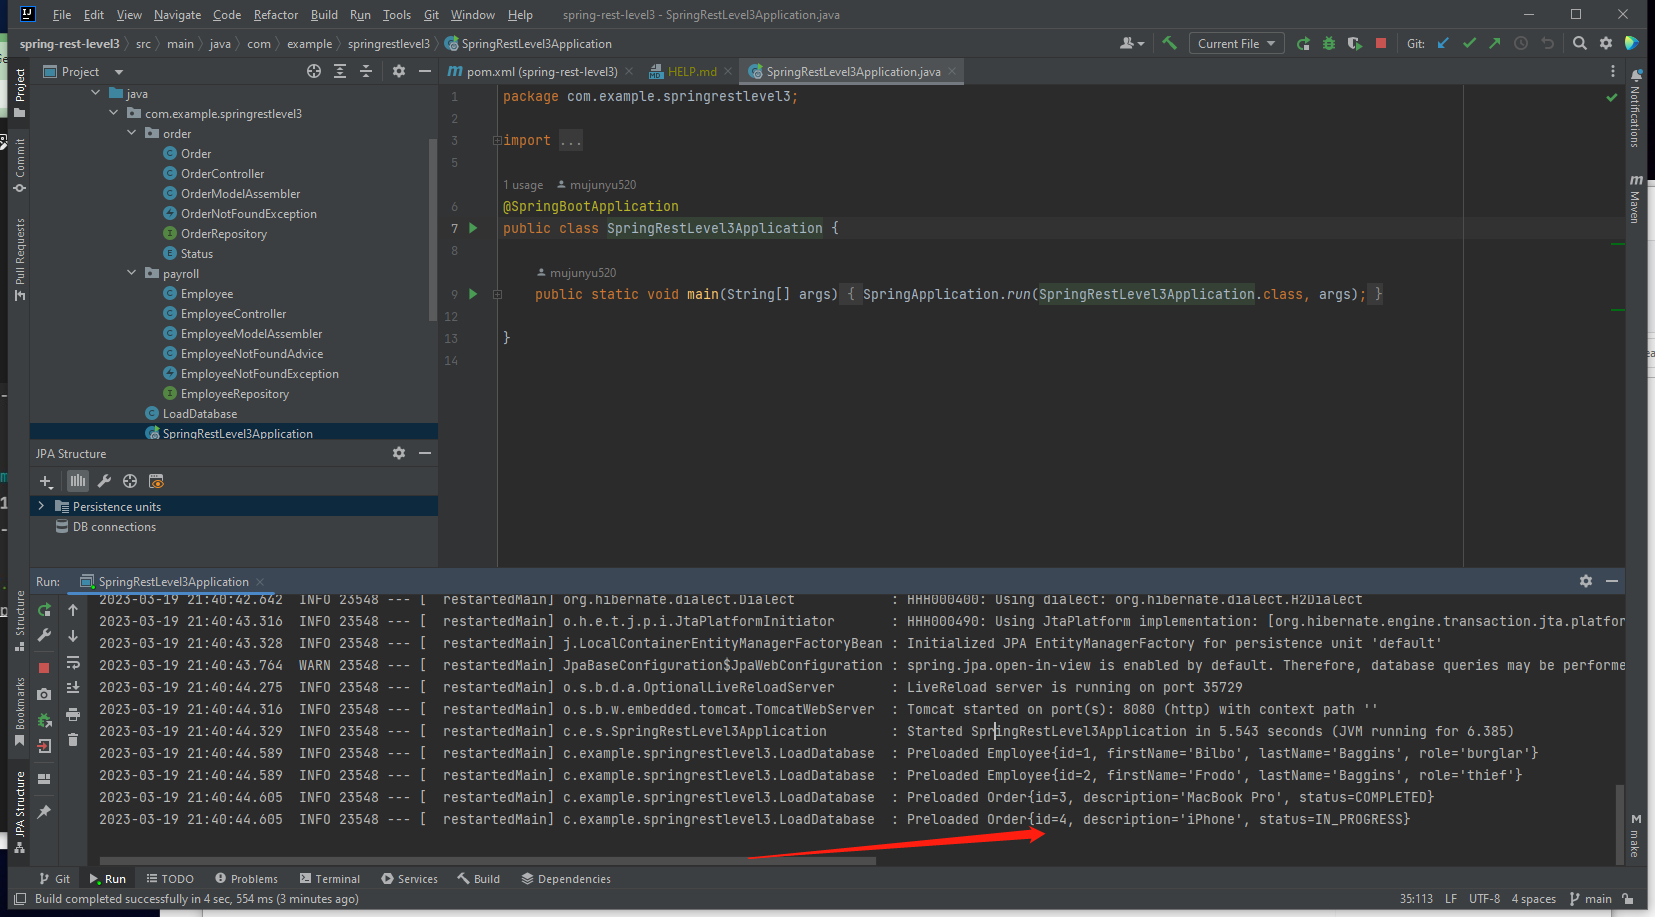 File Edit View Navigate Code Refactor Build Run Tools Git Window Help spring-rest-level3 - SpringRestLevel3Application.java
spring-rest-level3 src main java com example springrestlevel3 SpringRestLevel3Application Current File Git:
Project
pom.xml (spring-rest-level3) HELP.md SpringRestLevel3Application.java
java
com.example.springrestlevel3
order
Order
OrderController
OrderModelAssembler
OrderNotFoundException
OrderRepository
Status
payroll
Employee
EmployeeController
EmployeeModelAssembler
EmployeeNotFoundAdvice
EmployeeNotFoundException
EmployeeRepository
LoadDatabase
SpringRestLevel3Application
JPA Structure
Persistence units
DB connections
1 package com.example.springrestlevel3;
2
3 import ...
5
1 usage mujunyu520
6 @SpringBootApplication
7 public class SpringRestLevel3Application {
8
mujunyu520
9 public static void main(String[] args) { SpringApplication.run(SpringRestLevel3Application.class, args); }
12
13 }
14
Project
Commit
Pull Requests
Structure
Bookmarks
JPA Structure
Notifications
Maven
make
Run: SpringRestLevel3Application
2023-03-19 21:40:42.642 INFO 23548 --- [ restartedMain] org.hibernate.dialect.Dialect : HHH000400: Using dialect: org.hibernate.dialect.H2Dialect
2023-03-19 21:40:43.316 INFO 23548 --- [ restartedMain] o.h.e.t.j.p.i.JtaPlatformInitiator : HHH000490: Using JtaPlatform implementation: [org.hibernate.engine.transaction.jta.platfor
2023-03-19 21:40:43.328 INFO 23548 --- [ restartedMain] j.LocalContainerEntityManagerFactoryBean : Initialized JPA EntityManagerFactory for persistence unit 'default'
2023-03-19 21:40:43.764 WARN 23548 --- [ restartedMain] JpaBaseConfiguration$JpaWebConfiguration : spring.jpa.open-in-view is enabled by default. Therefore, database queries may be performe
2023-03-19 21:40:44.275 INFO 23548 --- [ restartedMain] o.s.b.d.a.OptionalLiveReloadServer : LiveReload server is running on port 35729
2023-03-19 21:40:44.316 INFO 23548 --- [ restartedMain] o.s.b.w.embedded.tomcat.TomcatWebServer : Tomcat started on port(s): 8080 (http) with context path ''
2023-03-19 21:40:44.329 INFO 23548 --- [ restartedMain] c.e.s.SpringRestLevel3Application : Started SpringRestLevel3Application in 5.543 seconds (JVM running for 6.385)
2023-03-19 21:40:44.589 INFO 23548 --- [ restartedMain] c.example.springrestlevel3.LoadDatabase : Preloaded Employee{id=1, firstName='Bilbo', lastName='Baggins', role='burglar'}
2023-03-19 21:40:44.589 INFO 23548 --- [ restartedMain] c.example.springrestlevel3.LoadDatabase : Preloaded Employee{id=2, firstName='Frodo', lastName='Baggins', role='thief'}
2023-03-19 21:40:44.605 INFO 23548 --- [ restartedMain] c.example.springrestlevel3.LoadDatabase : Preloaded Order{id=3, description='MacBook Pro', status=COMPLETED}
2023-03-19 21:40:44.605 INFO 23548 --- [ restartedMain] c.example.springrestlevel3.LoadDatabase : Preloaded Order{id=4, description='iPhone', status=IN_PROGRESS}
Git Run TODO Problems Terminal Services Build Dependencies
Build completed successfully in 4 sec, 554 ms (3 minutes ago) 35:113 LF UTF-8 4 spaces main